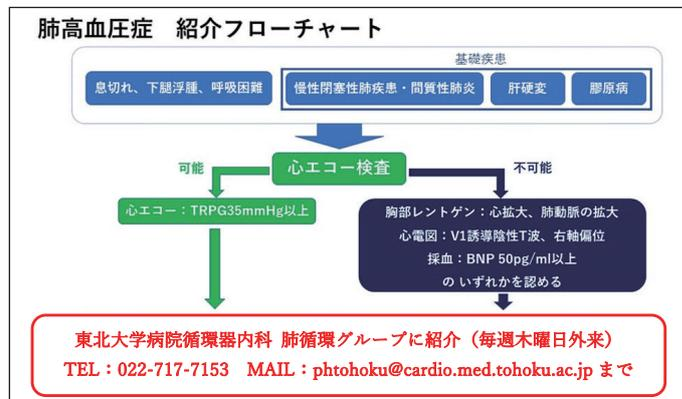 肺高血圧症　紹介フローチャート
基礎疾患
息切れ、下腿浮腫、呼吸困難
慢性閉塞性肺疾患・間質性肺炎
肝硬変
膠原病
可能
心エコー検査
不可能
心エコー：TRPG35mmHg以上
胸部レントゲン：心拡大、肺動脈の拡大
心電図：V1誘導陰性T波、右軸偏位
採血：BNP 50pg/ml以上
の いずれかを認める
東北大学病院循環器内科 肺循環グループに紹介（毎週木曜日外来）
TEL：022-717-7153　MAIL：phtohoku@cardio.med.tohoku.ac.jp まで